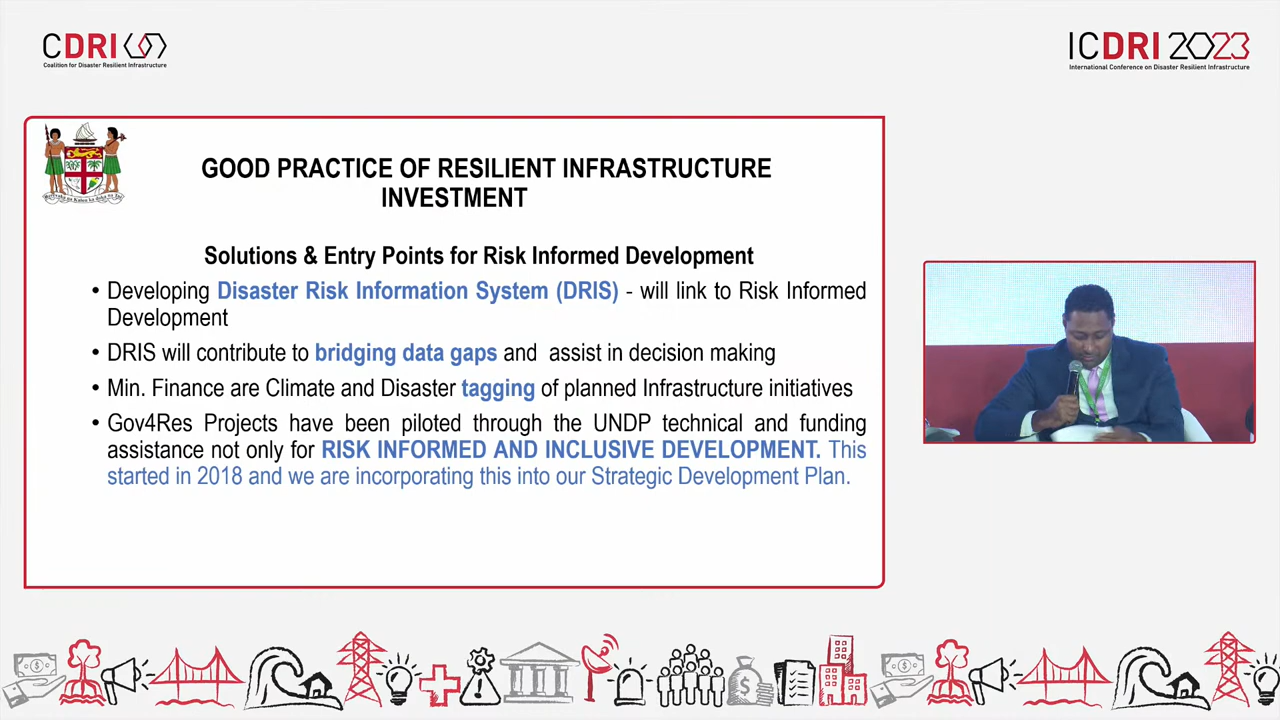 CDRI
Coalition for Disaster Resilient Infrastructure
ICDRI 2023
International Conference on Disaster Resilient Infrastructure
GOOD PRACTICE OF RESILIENT INFRASTRUCTURE
INVESTMENT
Solutions & Entry Points for Risk Informed Development
• Developing Disaster Risk Information System (DRIS) - will link to Risk Informed
Development
• DRIS will contribute to bridging data gaps and assist in decision making
• Min. Finance are Climate and Disaster tagging of planned Infrastructure initiatives
• Gov4Res Projects have been piloted through the UNDP technical and funding
assistance not only for RISK INFORMED AND INCLUSIVE DEVELOPMENT. This
started in 2018 and we are incorporating this into our Strategic Development Plan.